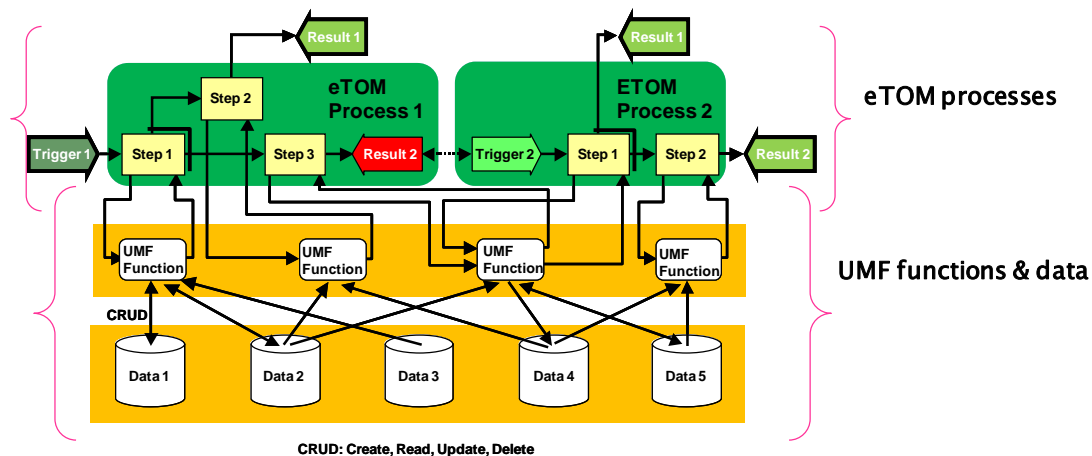 Result 1
Result 1
eTOM
Process 1
ETOM
Process 2
eTOM processes
Step 2
Trigger 1
Step 1
Step 3
Result 2
Trigger 2
Step 1
Step 2
Result 2
UMF
Function
UMF
Function
UMF
Function
UMF
Function
UMF functions & data
CRUD
Data 1
Data 2
Data 3
Data 4
Data 5
CRUD: Create, Read, Update, Delete